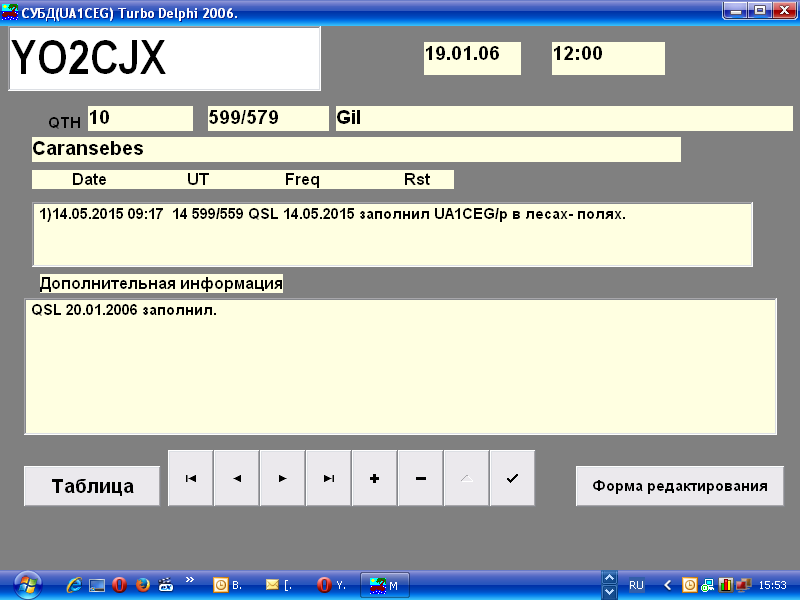 СУБД(UA1CEG) Turbo Delphi 2006.
YO2CJX
19.01.06 12:00
QTH 10 599/579 Gil
Caransebes
Date UT Freq Rst
1)14.05.2015 09:17 14 599/559 QSL 14.05.2015 заполнил UA1CEG/p в лесах- полях.
Дополнительная информация
QSL 20.01.2006 заполнил.
Таблица
Форма редактирования
В. [. Y. M RU 15:53